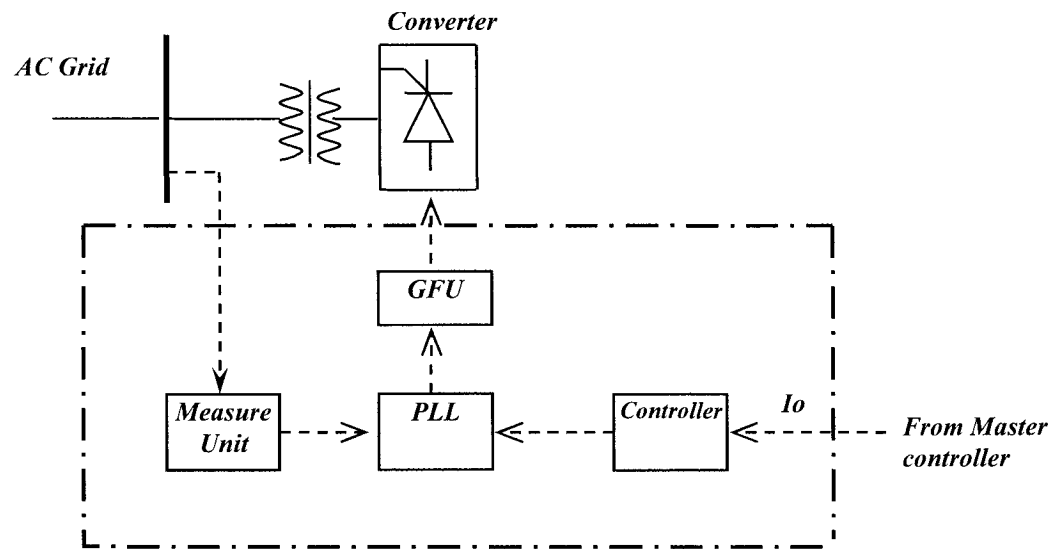 Converter
AC Grid
GFU
Measure
Unit
PLL
Controller
Io
From Master
controller